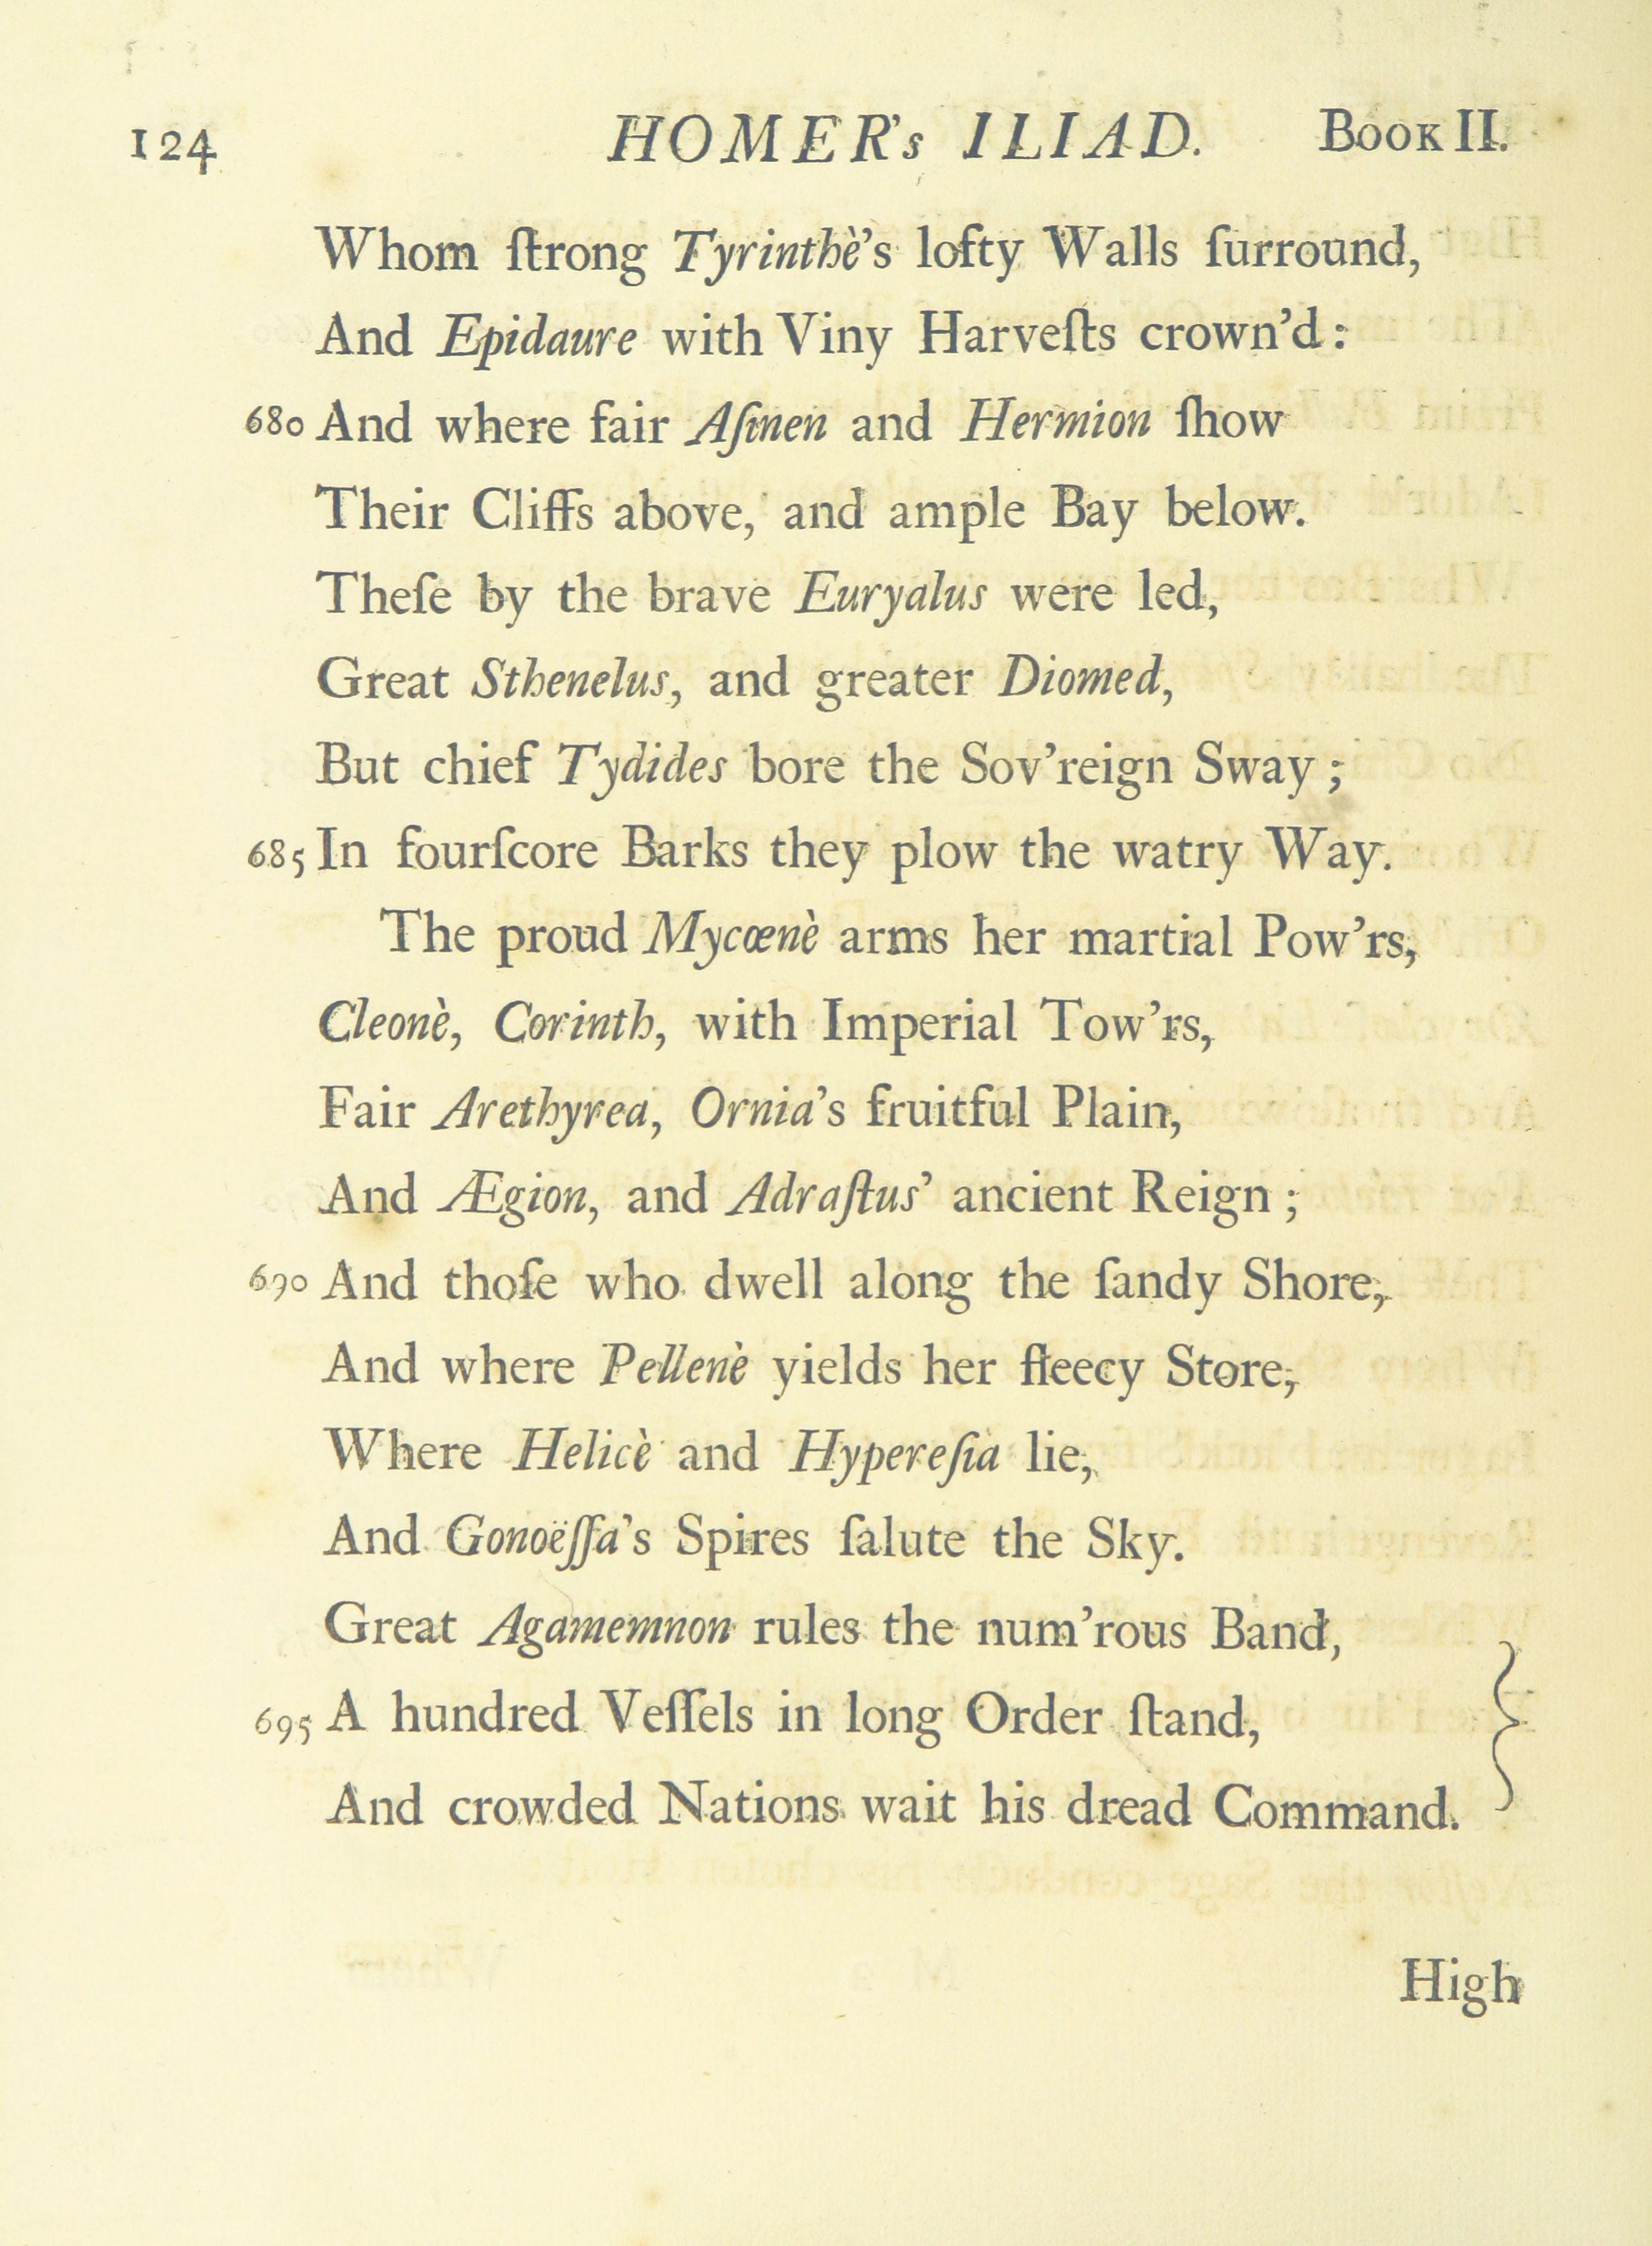 124 HOMER's ILIAD. BOOK II.
Whom ſtrong Tyrinthè's lofty Walls ſurround,
And Epidaure with Viny Harveſts crown'd:
680 And where fair Aſinen and Hermion ſhow
Their Cliffs above, and ample Bay below.
Theſe by the brave Euryalus were led,
Great Sthenelus, and greater Diomed,
But chief Tydides bore the Sov'reign Sway;
685 In fourſcore Barks they plow the watry Way.
The proud Mycœnè arms her martial Pow'rs,
Cleonè, Corinth, with Imperial Tow'rs,
Fair Arethyrea, Ornia's fruitful Plain,
And Ægion, and Adraſtus' ancient Reign;
690 And thoſe who dwell along the ſandy Shore,
And where Pellenè yields her fleecy Store,
Where Helicè and Hypereſia lie,
And Gonoëſſa's Spires ſalute the Sky.
Great Agamemnon rules the num'rous Band,
695 A hundred Veſſels in long Order ſtand,
And crowded Nations wait his dread Command.
High